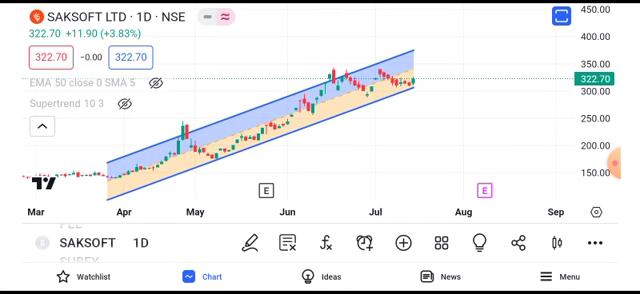 SAKSOFT LTD · 1D · NSE
322.70 +11.90 (+3.83%)
322.70 −0.00 322.70
EMA 50 close 0 SMA 5
Supertrend 10 3
450.00
400.00
350.00
322.70
300.00
250.00
200.00
150.00
E E
Mar Apr May Jun Jul Aug Sep
SAKSOFT 1D
Watchlist Chart Ideas News Menu